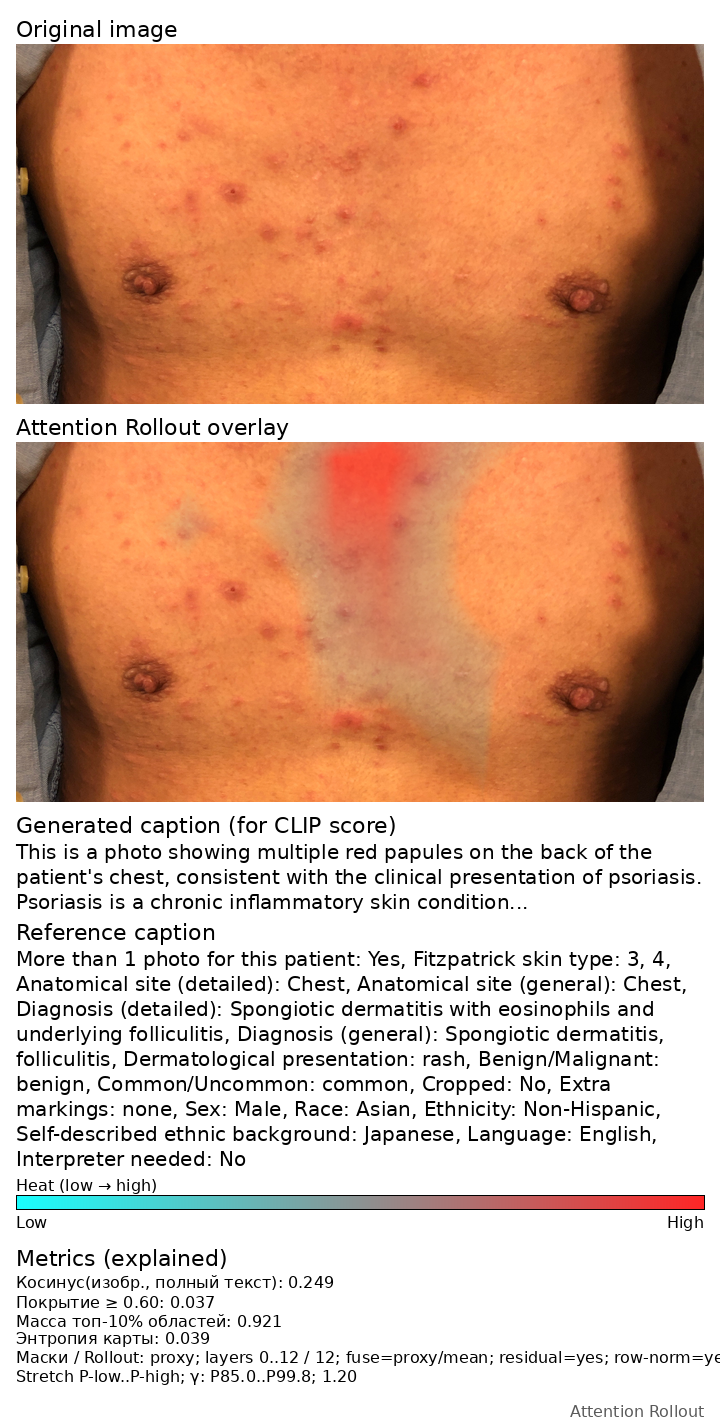 Original image
Attention Rollout overlay
Generated caption (for CLIP score)
This is a photo showing multiple red papules on the back of the
patient's chest, consistent with the clinical presentation of psoriasis.
Psoriasis is a chronic inflammatory skin condition...
Reference caption
More than 1 photo for this patient: Yes, Fitzpatrick skin type: 3, 4,
Anatomical site (detailed): Chest, Anatomical site (general): Chest,
Diagnosis (detailed): Spongiotic dermatitis with eosinophils and
underlying folliculitis, Diagnosis (general): Spongiotic dermatitis,
folliculitis, Dermatological presentation: rash, Benign/Malignant:
benign, Common/Uncommon: common, Cropped: No, Extra
markings: none, Sex: Male, Race: Asian, Ethnicity: Non-Hispanic,
Self-described ethnic background: Japanese, Language: English,
Interpreter needed: No
Heat (low → high)
Low High
Metrics (explained)
Косинус(изобр., полный текст): 0.249
Покрытие ≥ 0.60: 0.037
Масса топ-10% областей: 0.921
Энтропия карты: 0.039
Маски / Rollout: proxy; layers 0..12 / 12; fuse=proxy/mean; residual=yes; row-norm=ye
Stretch P-low..P-high; γ: P85.0..P99.8; 1.20
Attention Rollout